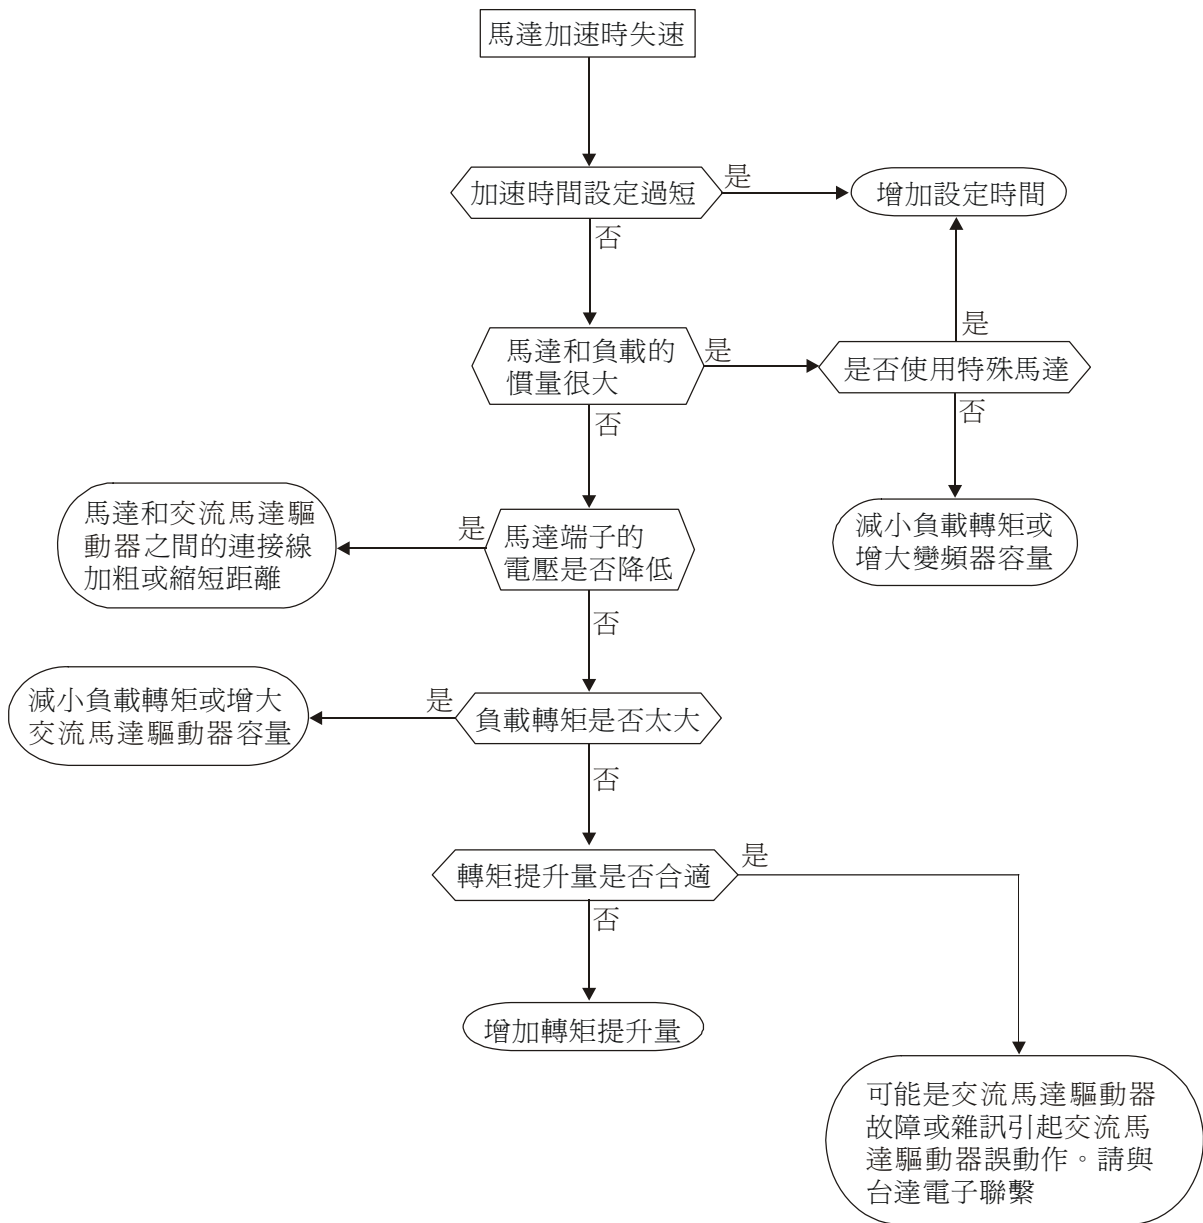 馬達加速時失速
加速時間設定過短
是
增加設定時間
否
馬達和負載的
慣量很大
是
是否使用特殊馬達
是
否
減小負載轉矩或
增大變頻器容量
否
馬達端子的
電壓是否降低
是
馬達和交流馬達驅
動器之間的連接線
加粗或縮短距離
否
負載轉矩是否太大
是
減小負載轉矩或增大
交流馬達驅動器容量
否
轉矩提升量是否合適
是
否
增加轉矩提升量
可能是交流馬達驅動器
故障或雜訊引起交流馬
達驅動器誤動作。請與
台達電子聯繫